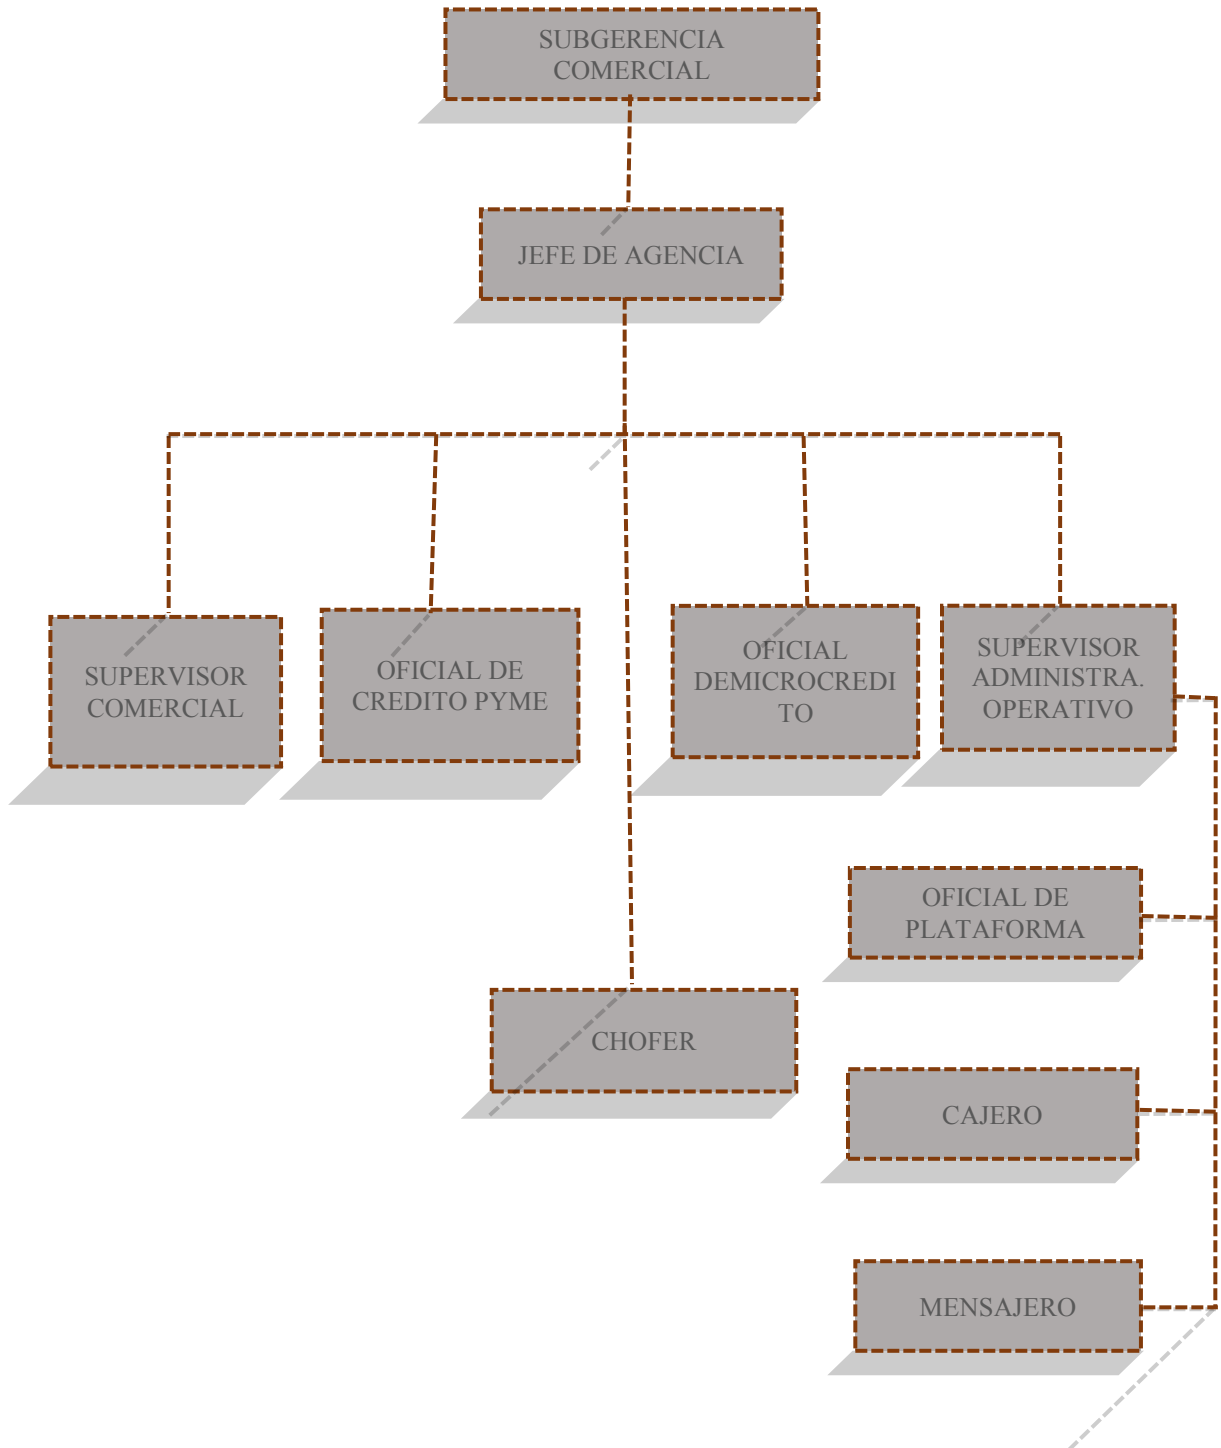 SUBGERENCIA
COMERCIAL
JEFE DE AGENCIA
SUPERVISOR
COMERCIAL
OFICIAL DE
CREDITO PYME
OFICIAL
DEMICROCREDI
TO
SUPERVISOR
ADMINISTRA.
OPERATIVO
OFICIAL DE
PLATAFORMA
CHOFER
CAJERO
MENSAJERO